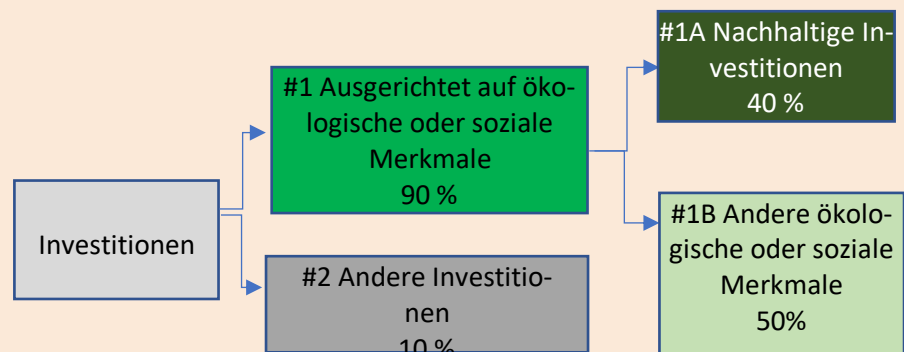 Investitionen
#1 Ausgerichtet auf öko-
logische oder soziale
Merkmale
90 %
#2 Andere Investitio-
nen
10 %
#1A Nachhaltige In-
vestitionen
40 %
#1B Andere ökolo-
gische oder soziale
Merkmale
50%